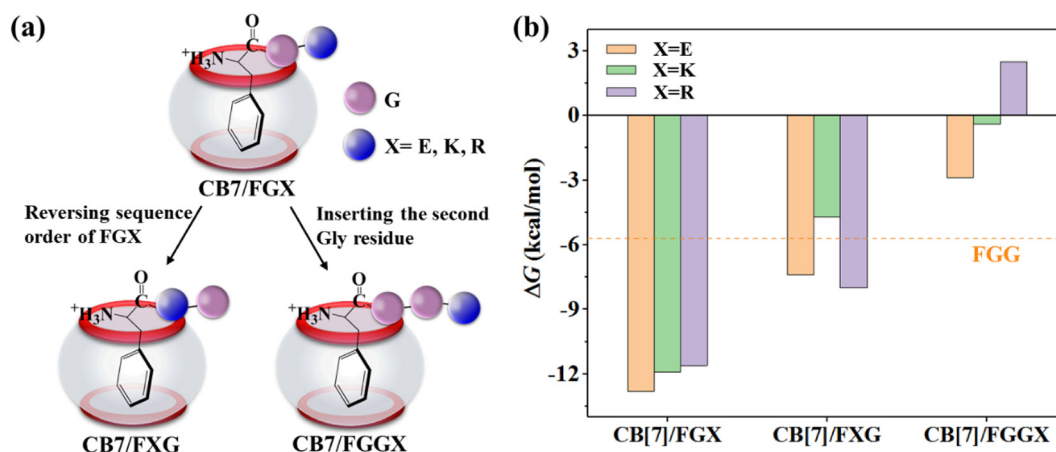 (a)
O
C
⁺H₃N
G
X= E, K, R
CB7/FGX
Reversing sequence
order of FGX
Inserting the second
Gly residue
O
C
⁺H₃N
CB7/FXG
O
C
⁺H₃N
CB7/FGGX
(b)
X=E
X=K
X=R
3
0
-3
-6
-9
-12
ΔG (kcal/mol)
FGG
CB[7]/FGX
CB[7]/FXG
CB[7]/FGGX